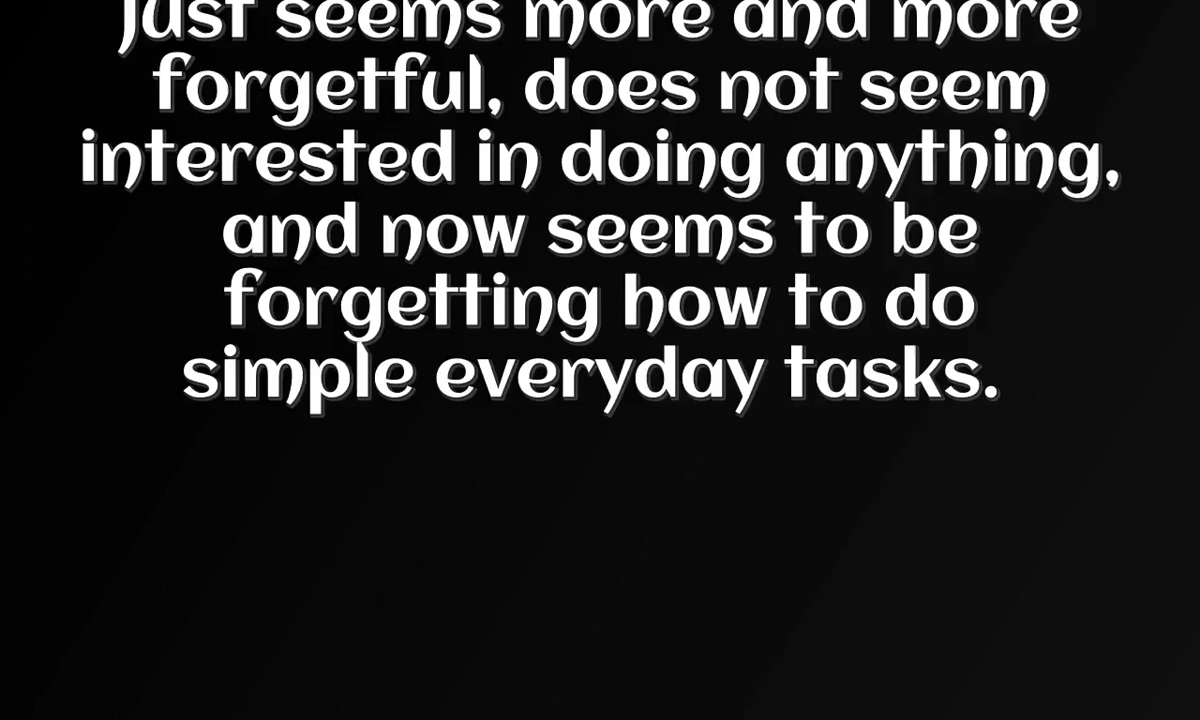 just seems more and more
forgetful, does not seem
interested in doing anything,
and now seems to be
forgetting how to do
simple everyday tasks.